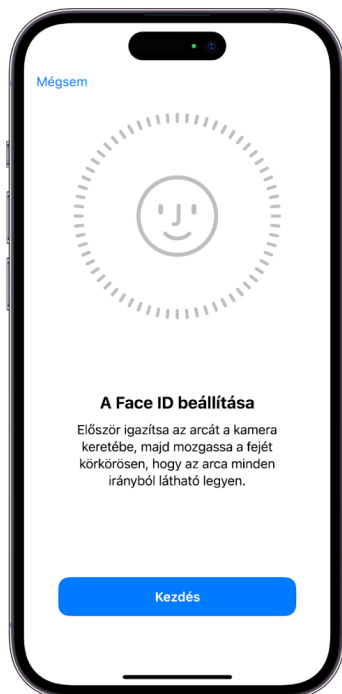 Mégsem
A Face ID beállítása
Először igazítsa az arcát a kamera
keretébe, majd mozgassa a fejét
körkörösen, hogy az arca minden
irányból látható legyen.
Kezdés